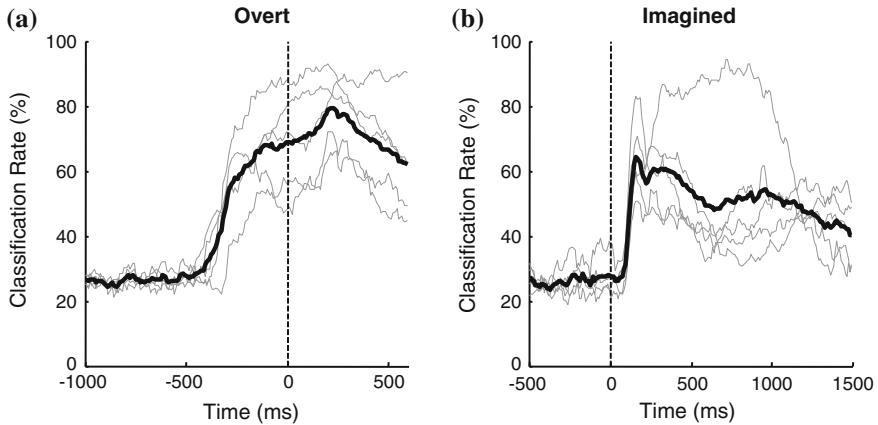 (a) Overt
100
80
60
40
20
0
Classification Rate (%)
-1000 -500 0 500
Time (ms)
(b) Imagined
100
80
60
40
20
0
Classification Rate (%)
-500 0 500 1000 1500
Time (ms)